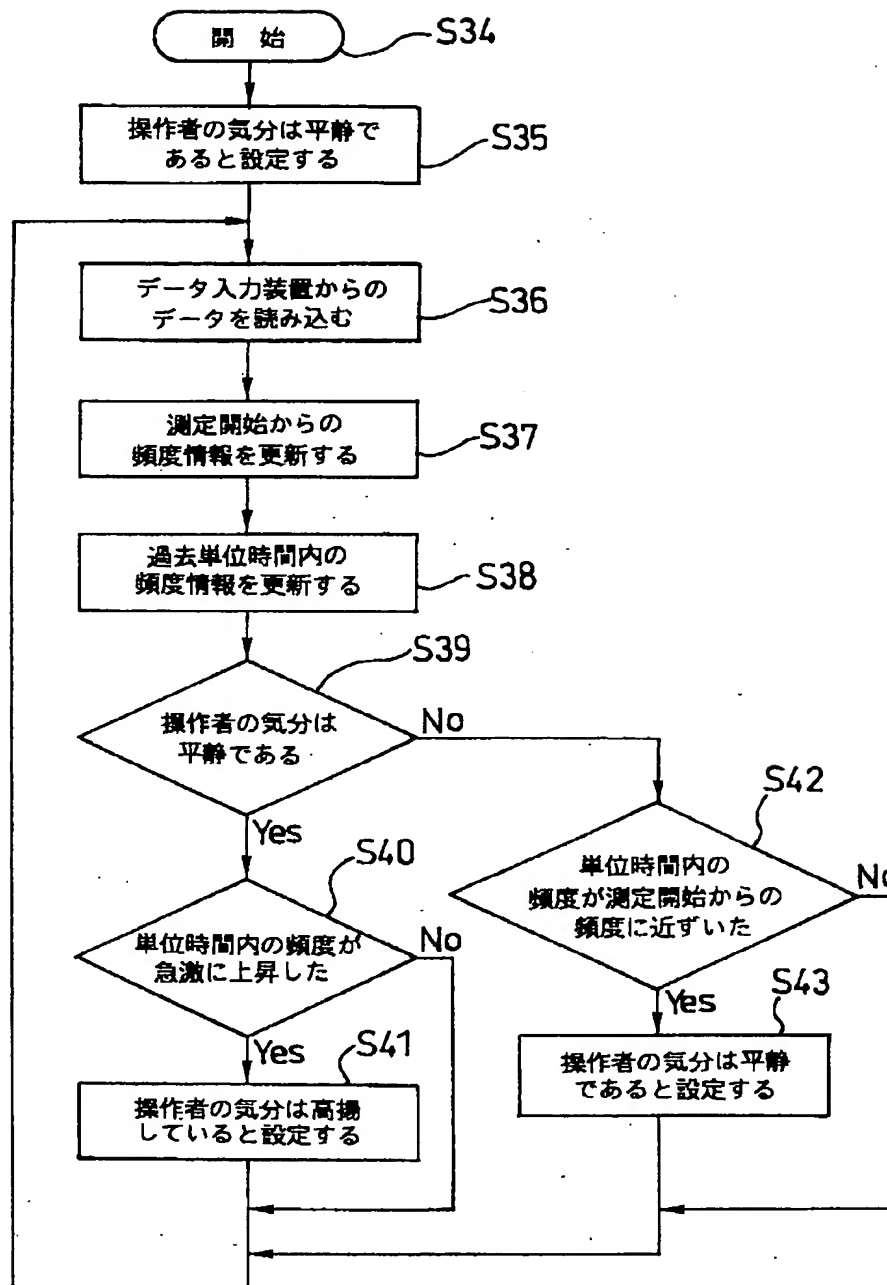 開 始
S34
操作者の気分は平静で
あると設定する
S35
データ入力装置からの
データを読み込む
S36
測定開始からの
頻度情報を更新する
S37
過去単位時間内の
頻度情報を更新する
S38
S39
操作者の気分は
平静である
No
Yes
S40
単位時間内の頻度が
急激に上昇した
No
Yes
S41
操作者の気分は高揚
していると設定する
S42
単位時間内の
頻度が測定開始からの
頻度に近ずいた
No
Yes
S43
操作者の気分は平静
であると設定する